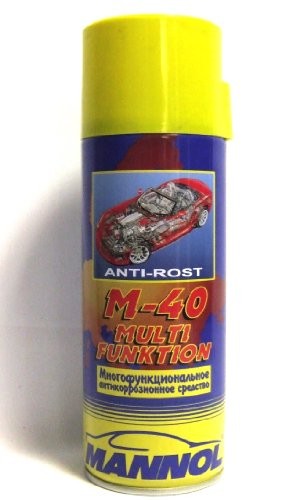 ANTI-ROST
M-40
MULTI
FUNKTION
Многофункциональное
антикоррозионное средство
MANNOL